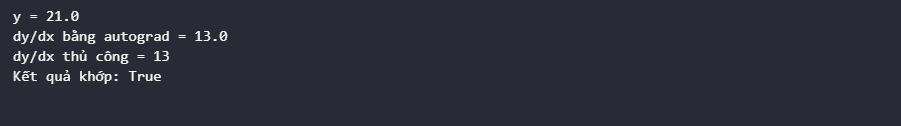 y = 21.0
dy/dx bằng autograd = 13.0
dy/dx thủ công = 13
Kết quả khớp: True